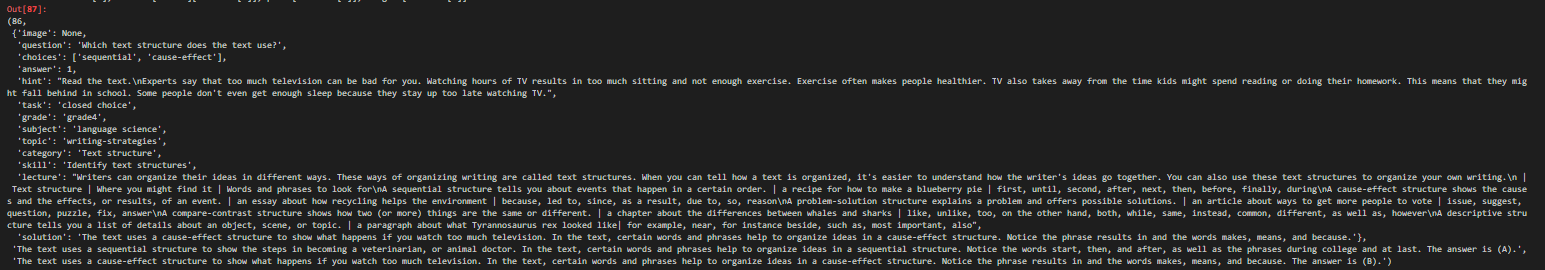 Out[87]:
(86,
{'image': None,
'question': 'Which text structure does the text use?',
'choices': ['sequential', 'cause-effect'],
'answer': 1,
'hint': "Read the text.\nExperts say that too much television can be bad for you. Watching hours of TV results in too much sitting and not enough exercise. Exercise often makes people healthier. TV also takes away from the time kids might spend reading or doing their homework. This means that they mig
ht fall behind in school. Some people don't even get enough sleep because they stay up too late watching TV.",
'task': 'closed choice',
'grade': 'grade4',
'subject': 'language science',
'topic': 'writing-strategies',
'category': 'Text structure',
'skill': 'Identify text structures',
'lecture': "Writers can organize their ideas in different ways. These ways of organizing writing are called text structures. When you can tell how a text is organized, it's easier to understand how the writer's ideas go together. You can also use these text structures to organize your own writing.\n |
Text structure | Where you might find it | Words and phrases to look for\nA sequential structure tells you about events that happen in a certain order. | a recipe for how to make a blueberry pie | first, until, second, after, next, then, before, finally, during\nA cause-effect structure shows the cause
s and the effects, or results, of an event. | an essay about how recycling helps the environment | because, led to, since, as a result, due to, so, reason\nA problem-solution structure explains a problem and offers possible solutions. | an article about ways to get more people to vote | issue, suggest,
question, puzzle, fix, answer\nA compare-contrast structure shows how two (or more) things are the same or different. | a chapter about the differences between whales and sharks | like, unlike, too, on the other hand, both, while, same, instead, common, different, as well as, however\nA descriptive stru
cture tells you a list of details about an object, scene, or topic. | a paragraph about what Tyrannosaurus rex looked like| for example, near, for instance beside, such as, most important, also",
'solution': 'The text uses a cause-effect structure to show what happens if you watch too much television. In the text, certain words and phrases help to organize ideas in a cause-effect structure. Notice the phrase results in and the words makes, means, and because.'},
'The text uses a sequential structure to show the steps in becoming a veterinarian, or animal doctor. In the text, certain words and phrases help to organize ideas in a sequential structure. Notice the words start, then, and after, as well as the phrases during college and at last. The answer is (A).',
'The text uses a cause-effect structure to show what happens if you watch too much television. In the text, certain words and phrases help to organize ideas in a cause-effect structure. Notice the phrase results in and the words makes, means, and because. The answer is (B).')